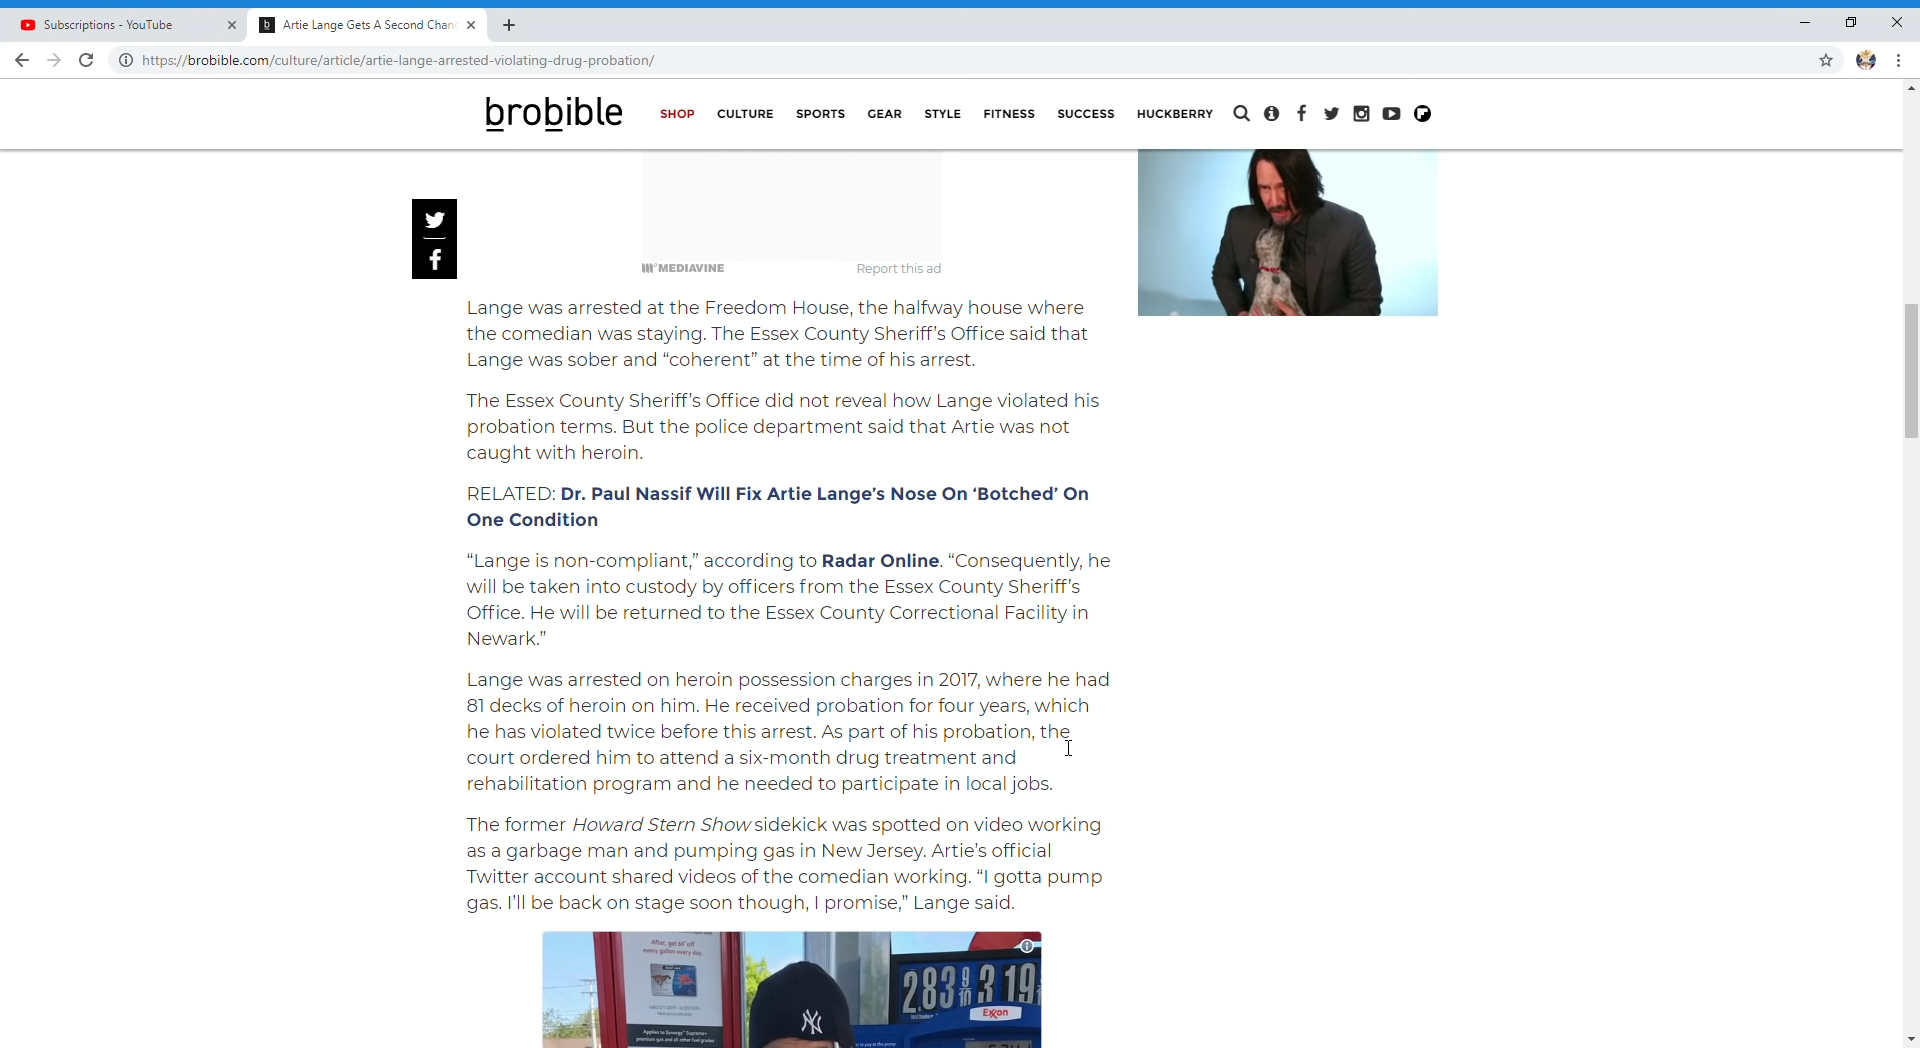 Subscriptions - YouTube
Artie Lange Gets A Second Chanc
https://brobible.com/culture/article/artie-lange-arrested-violating-drug-probation/
brobible
SHOP CULTURE SPORTS GEAR STYLE FITNESS SUCCESS HUCKBERRY
MEDIAVINE
Report this ad
Lange was arrested at the Freedom House, the halfway house where
the comedian was staying. The Essex County Sheriff’s Office said that
Lange was sober and “coherent” at the time of his arrest.
The Essex County Sheriff’s Office did not reveal how Lange violated his
probation terms. But the police department said that Artie was not
caught with heroin.
RELATED: Dr. Paul Nassif Will Fix Artie Lange’s Nose On ‘Botched’ On
One Condition
“Lange is non-compliant,” according to Radar Online. “Consequently, he
will be taken into custody by officers from the Essex County Sheriff’s
Office. He will be returned to the Essex County Correctional Facility in
Newark.”
Lange was arrested on heroin possession charges in 2017, where he had
81 decks of heroin on him. He received probation for four years, which
he has violated twice before this arrest. As part of his probation, the
court ordered him to attend a six-month drug treatment and
rehabilitation program and he needed to participate in local jobs.
The former Howard Stern Show sidekick was spotted on video working
as a garbage man and pumping gas in New Jersey. Artie’s official
Twitter account shared videos of the comedian working. “I gotta pump
gas. I’ll be back on stage soon though, I promise,” Lange said.
After, get 6¢ off
every gallon every day.
Applies to Synergy Supreme+
premium gas and all other fuel grades
NY
283 9/10 319
Exxon